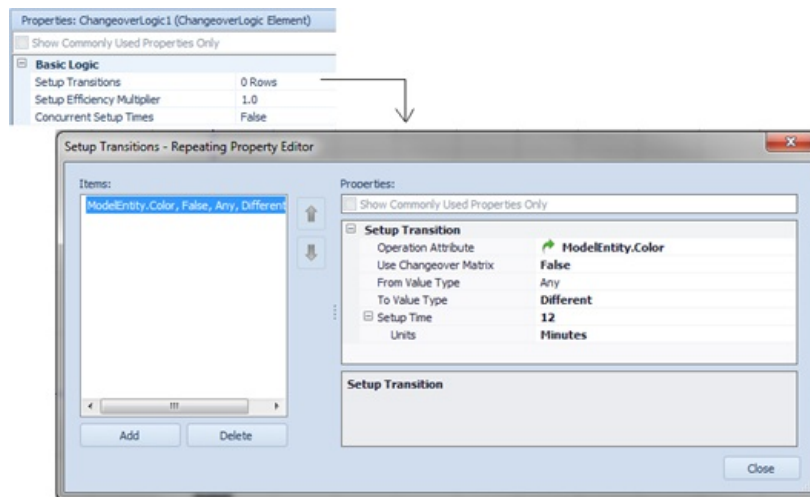 Properties: ChangeoverLogic1 (ChangeoverLogic Element)
Show Commonly Used Properties Only
Basic Logic
Setup Transitions 0 Rows
Setup Efficiency Multiplier 1.0
Concurrent Setup Times False
Setup Transitions - Repeating Property Editor
Items:
ModelEntity.Color, False, Any, Different
Add Delete
Properties:
Show Commonly Used Properties Only
Setup Transition
Operation Attribute ModelEntity.Color
Use Changeover Matrix False
From Value Type Any
To Value Type Different
Setup Time 12
Units Minutes
Setup Transition
Close